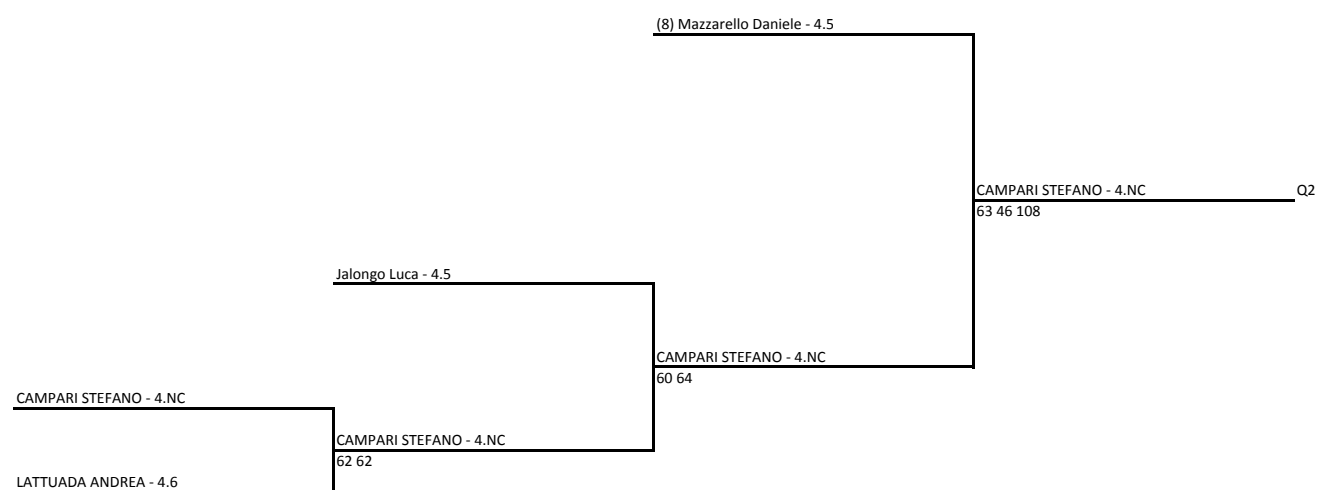 (8) Mazzarello Daniele - 4.5
CAMPARI STEFANO - 4.NC
Q2
63 46 108
Jalongo Luca - 4.5
CAMPARI STEFANO - 4.NC
60 64
CAMPARI STEFANO - 4.NC
CAMPARI STEFANO - 4.NC
62 62
LATTUADA ANDREA - 4.6